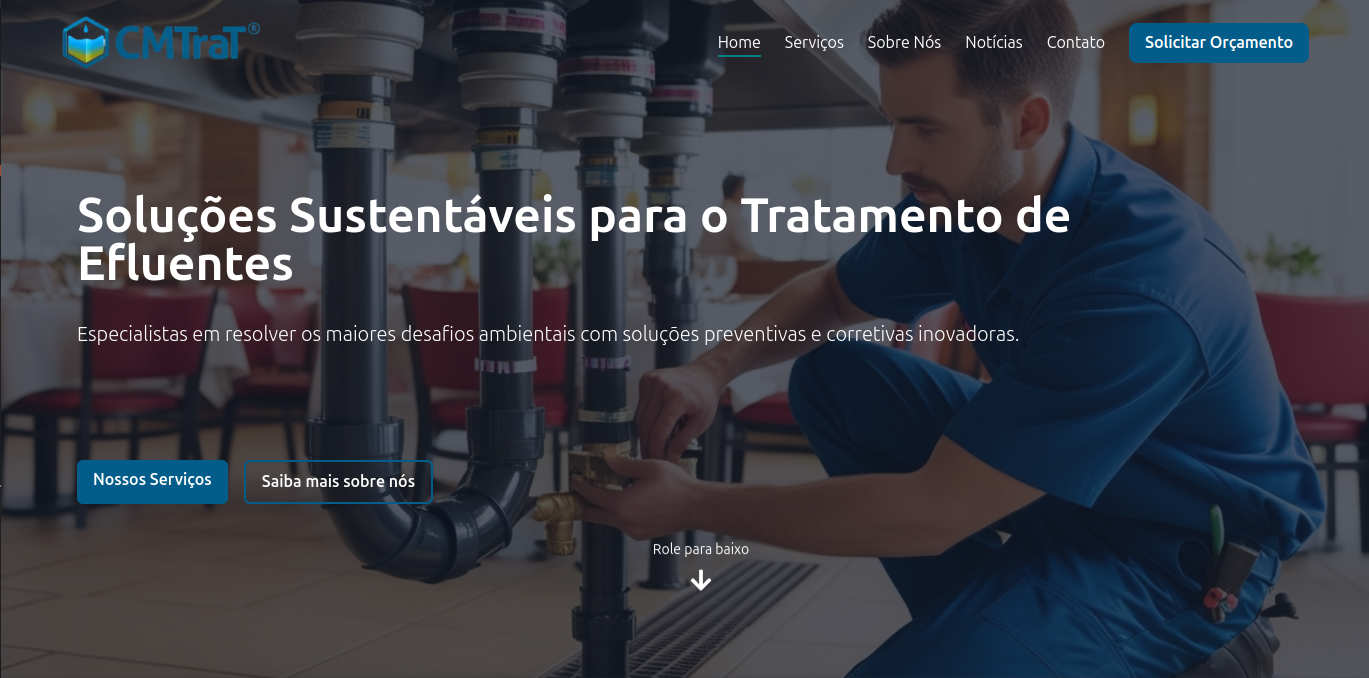 CMTraT®
Home Serviços Sobre Nós Notícias Contato Solicitar Orçamento
Soluções Sustentáveis para o Tratamento de
Efluentes
Especialistas em resolver os maiores desafios ambientais com soluções preventivas e corretivas inovadoras.
Nossos Serviços Saiba mais sobre nós
Role para baixo